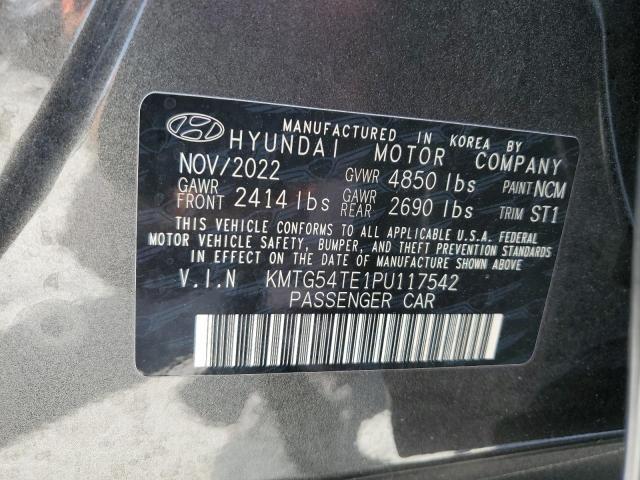 MANUFACTURED IN KOREA BY
HYUNDAI MOTOR COMPANY
NOV/2022 GVWR 4850 lbs PAINT NCM
GAWR FRONT 2414 lbs GAWR REAR 2690 lbs TRIM ST1
THIS VEHICLE CONFORMS TO ALL APPLICABLE U.S.A. FEDERAL
MOTOR VEHICLE SAFETY, BUMPER, AND THEFT PREVENTION STANDARDS
IN EFFECT ON THE DATE OF MANUFACTURE SHOWN ABOVE
V.I.N KMTG54TE1PU117542
PASSENGER CAR